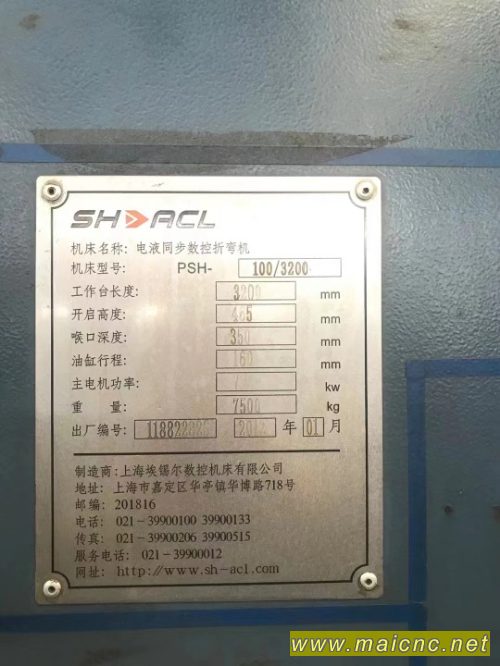 SH ACL
机床名称: 电液同步数控折弯机
机床型号: PSH- 100/3200
工作台长度: 3200 mm
开启高度: mm
喉口深度: 350 mm
油缸行程: mm
主电机功率: kw
重 量: 7500 kg
出厂编号: 年 01 月
制造商:上海埃锡尔数控机床有限公司
地址: 上海市嘉定区华亭镇华博路718号
邮编: 201816
电话: 021-39900100 39900133
传真: 021-39900206 39900515
服务电话: 021-39900012
网址: http://www.sh-acl.com
www.maicnc.net